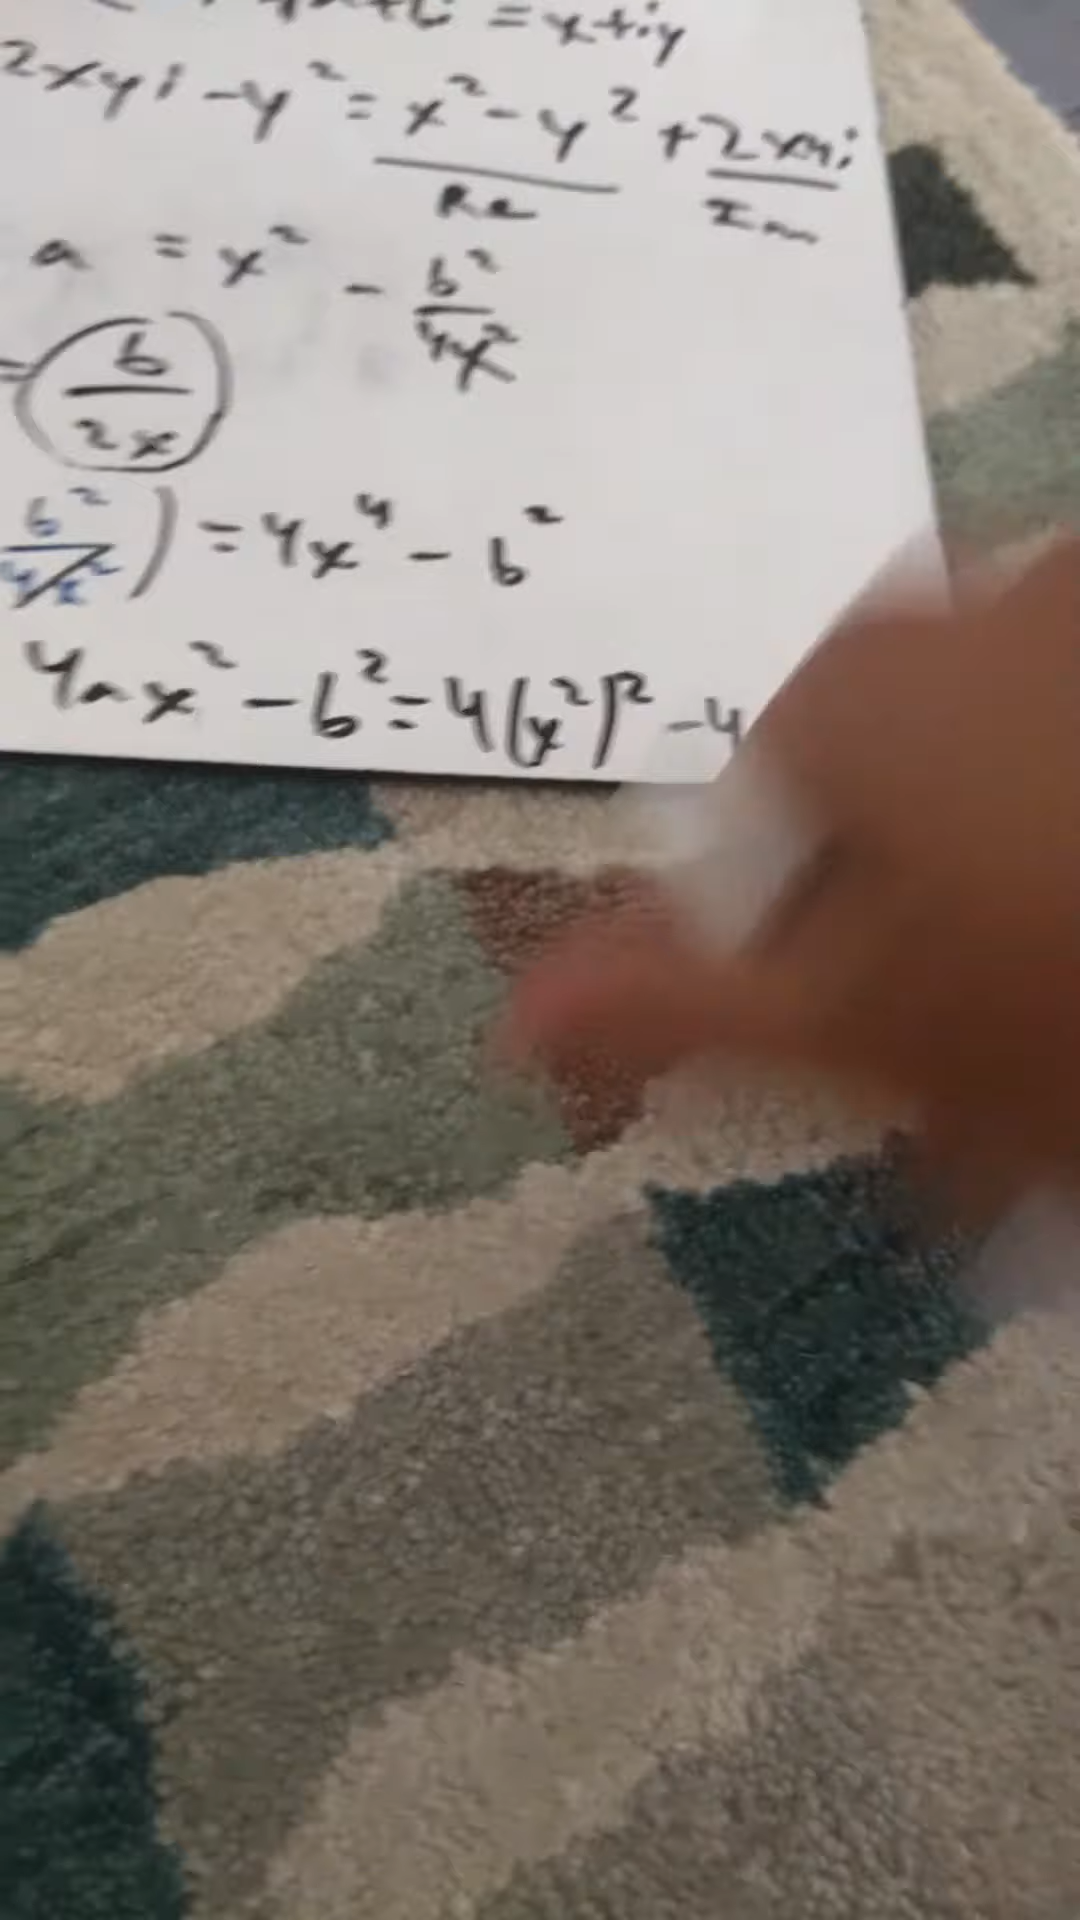 = x+iy
2xyi - y² = x² - y² + 2xyi
Re Im
a = x² - b²/4x²
= b/2x
b²/4x² ) = 4x⁴ - b²
4ax² - b² = 4(x²)² - 4